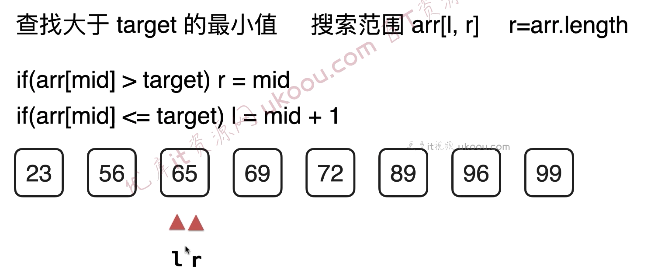 查找大于 target 的最小值 搜索范围 arr[l, r] r=arr.length
if(arr[mid] > target) r = mid
if(arr[mid] <= target) l = mid + 1
23 56 65 69 72 89 96 99
l r